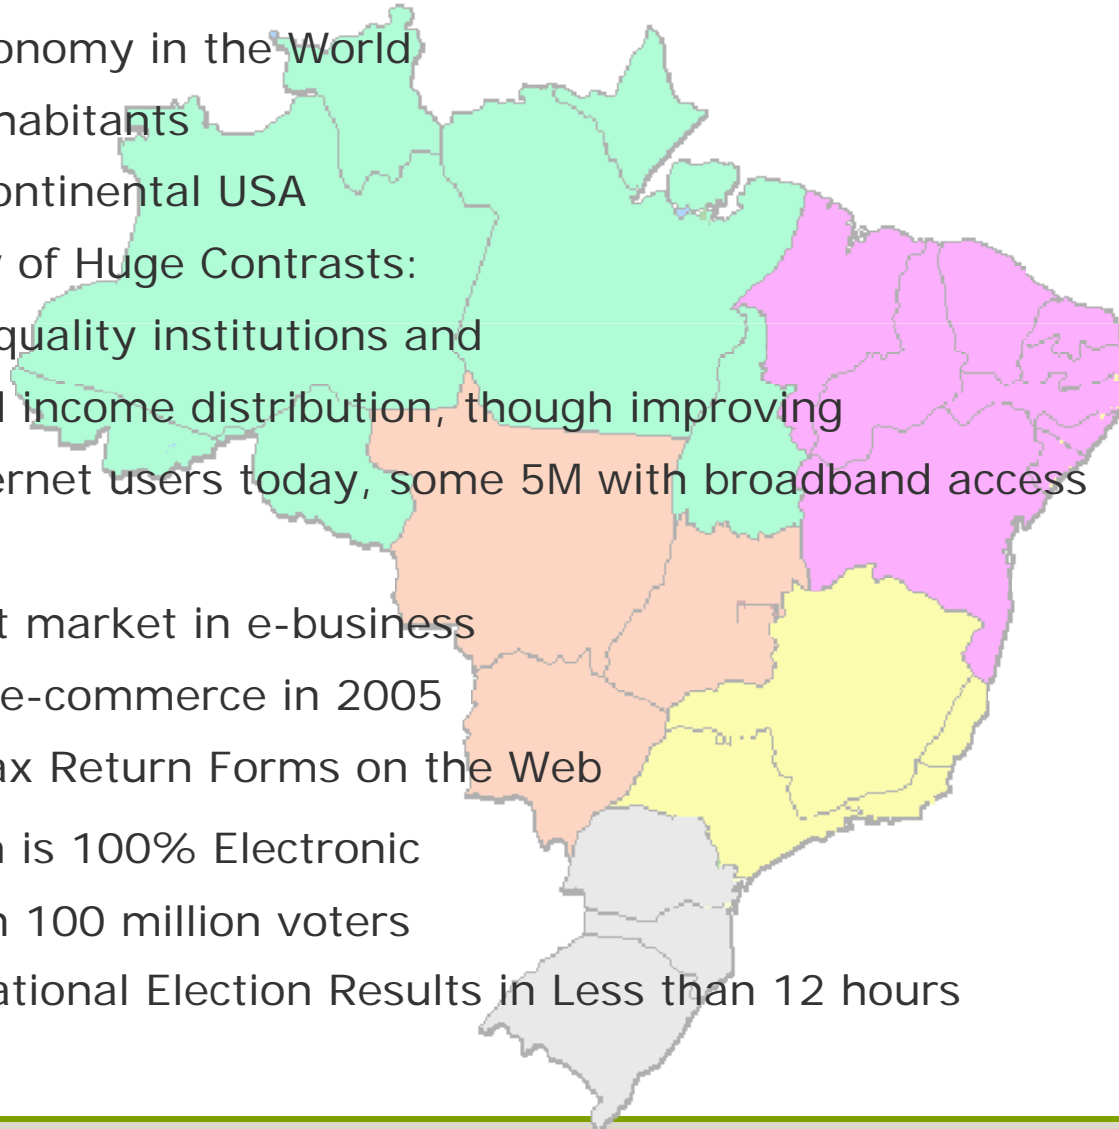 onomy in the World
habitants
ontinental USA
of Huge Contrasts:
quality institutions and
income distribution, though improving
ernet users today, some 5M with broadband access
t market in e-business
e-commerce in 2005
ax Return Forms on the Web
is 100% Electronic
100 million voters
ational Election Results in Less than 12 hours